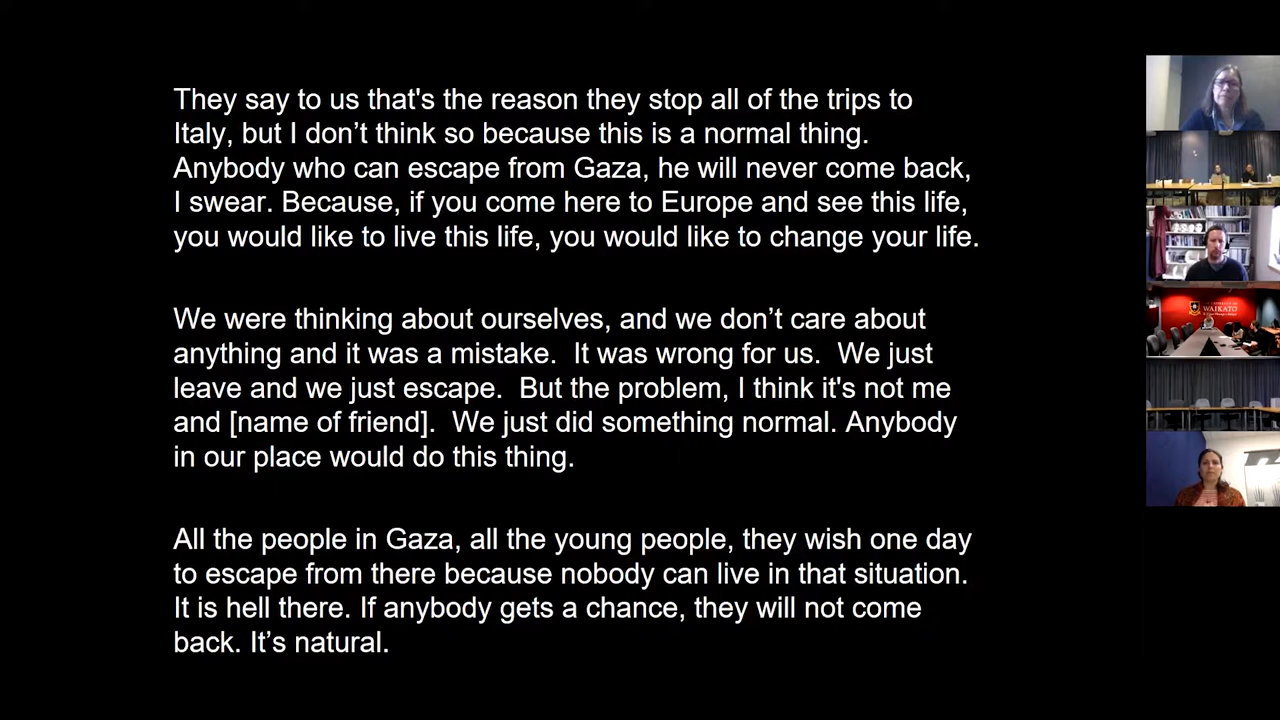 They say to us that's the reason they stop all of the trips to
Italy, but I don’t think so because this is a normal thing.
Anybody who can escape from Gaza, he will never come back,
I swear. Because, if you come here to Europe and see this life,
you would like to live this life, you would like to change your life.
We were thinking about ourselves, and we don’t care about
anything and it was a mistake.  It was wrong for us.  We just
leave and we just escape.  But the problem, I think it's not me
and [name of friend].  We just did something normal. Anybody
in our place would do this thing.
All the people in Gaza, all the young people, they wish one day
to escape from there because nobody can live in that situation.
It is hell there. If anybody gets a chance, they will not come
back. It’s natural.
WAIKATO